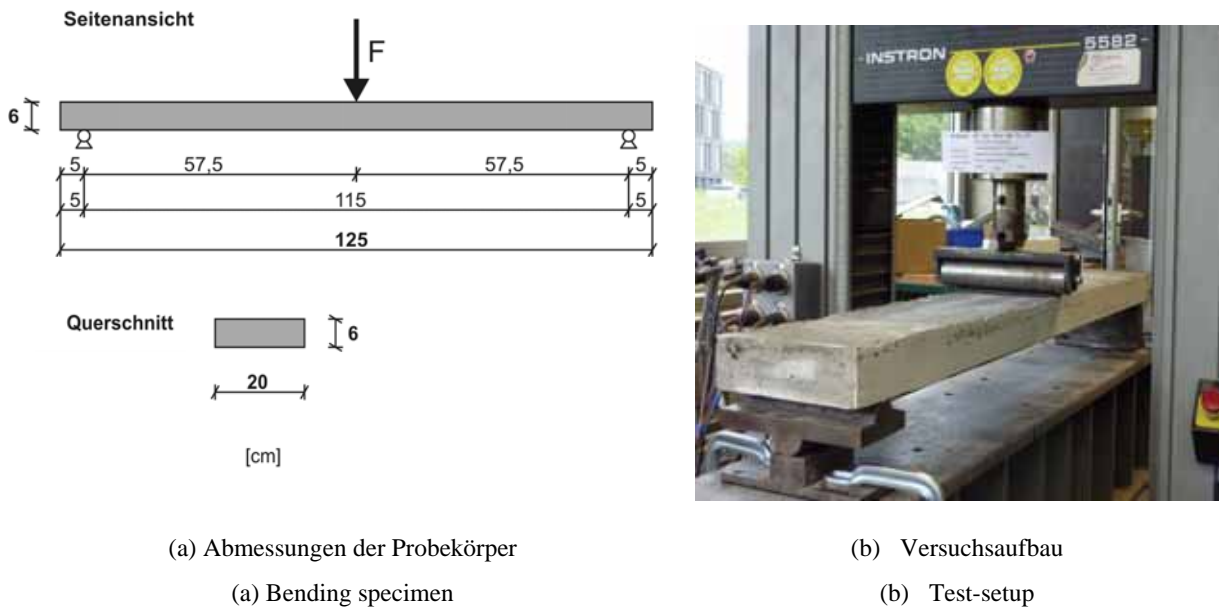 Seitenansicht
F
6
5 57,5 57,5 5
5 115 5
125
Querschnitt
6
20
[cm]
INSTRON 5582
(a) Abmessungen der Probekörper
(b) Versuchsaufbau
(a) Bending specimen
(b) Test-setup